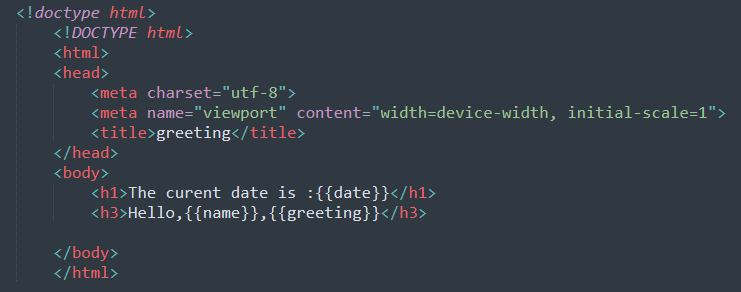 <!doctype html>
<!DOCTYPE html>
<html>
<head>
<meta charset="utf-8">
<meta name="viewport" content="width=device-width, initial-scale=1">
<title>greeting</title>
</head>
<body>
<h1>The curent date is :{{date}}</h1>
<h3>Hello,{{name}},{{greeting}}</h3>
</body>
</html>